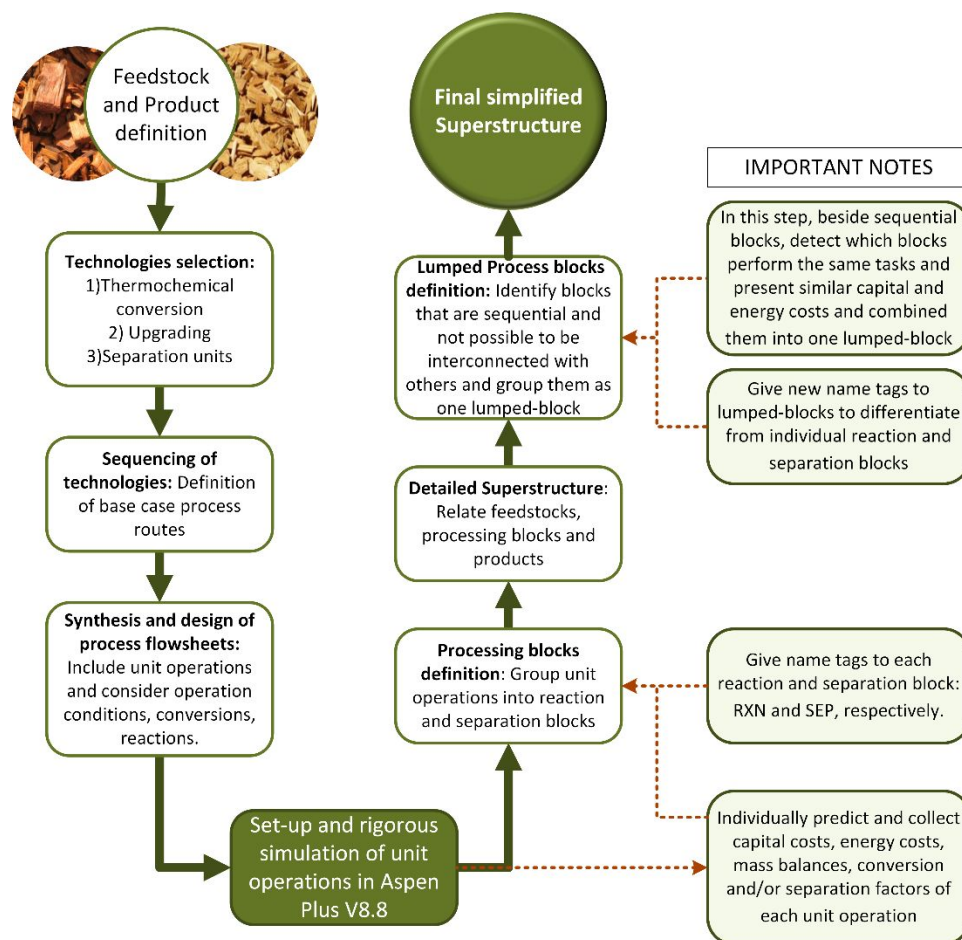 Feedstock
and Product
definition
Technologies selection:
1)Thermochemical
conversion
2) Upgrading
3)Separation units
Sequencing of
technologies: Definition
of base case process
routes
Synthesis and design of
process flowsheets:
Include unit operations
and consider operation
conditions, conversions,
reactions.
Set-up and rigorous
simulation of unit
operations in Aspen
Plus V8.8
Processing blocks
definition: Group unit
operations into reaction
and separation blocks
Detailed Superstructure:
Relate feedstocks,
processing blocks and
products
Lumped Process blocks
definition: Identify blocks
that are sequential and
not possible to be
interconnected with
others and group them as
one lumped-block
Final simplified
Superstructure
IMPORTANT NOTES
In this step, beside sequential
blocks, detect which blocks
perform the same tasks and
present similar capital and
energy costs and combined
them into one lumped-block
Give new name tags to
lumped-blocks to differentiate
from individual reaction and
separation blocks
Give name tags to each
reaction and separation block:
RXN and SEP, respectively.
Individually predict and collect
capital costs, energy costs,
mass balances, conversion
and/or separation factors of
each unit operation